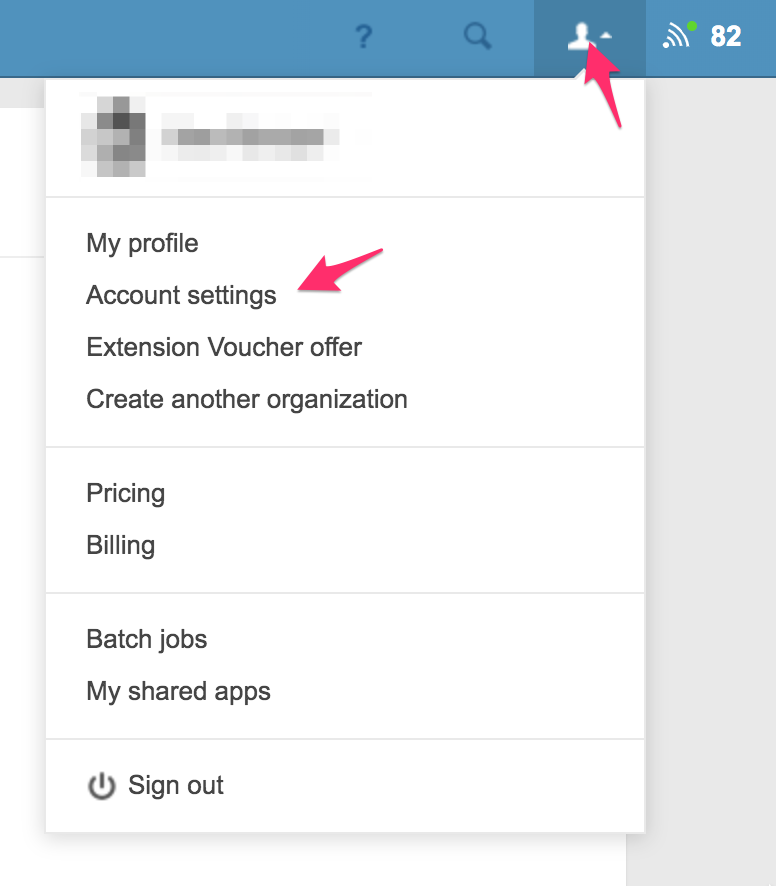 ?
82
My profile
Account settings
Extension Voucher offer
Create another organization
Pricing
Billing
Batch jobs
My shared apps
Sign out